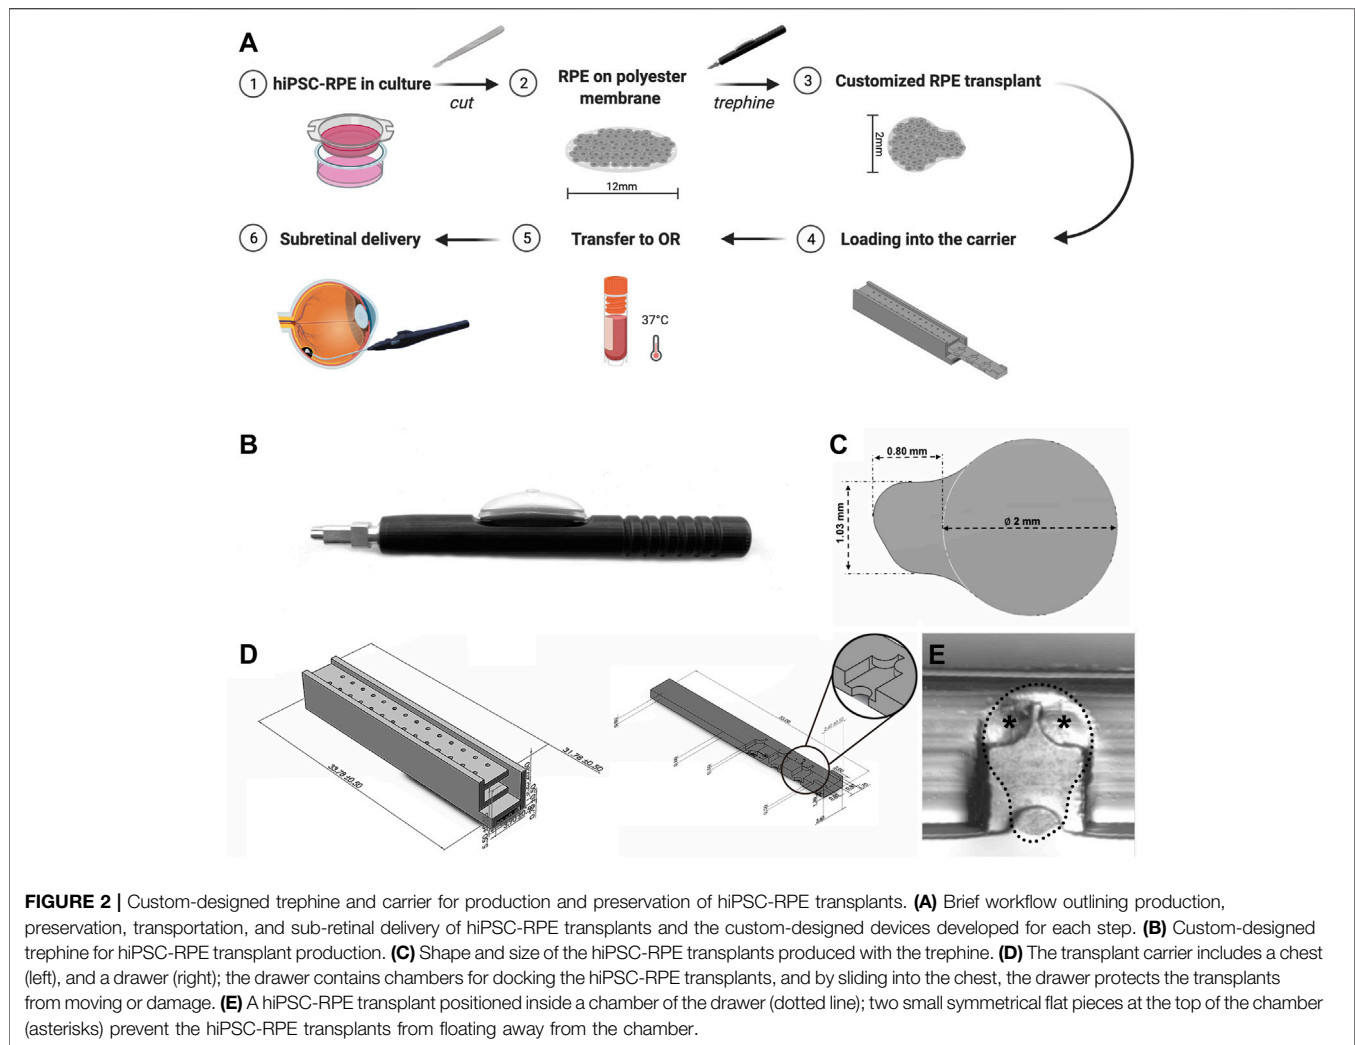 A
1 hiPSC-RPE in culture
cut
2 RPE on polyester
membrane
trephine
3 Customized RPE transplant
12mm
2mm
6 Subretinal delivery
5 Transfer to OR
4 Loading into the carrier
37°C
B
C
0.80 mm
1.03 mm
ø 2 mm
D
33.78 ±0.50
31.78 ±0.50
E
* *
FIGURE 2 | Custom-designed trephine and carrier for production and preservation of hiPSC-RPE transplants. (A) Brief workflow outlining production,
preservation, transportation, and sub-retinal delivery of hiPSC-RPE transplants and the custom-designed devices developed for each step. (B) Custom-designed
trephine for hiPSC-RPE transplant production. (C) Shape and size of the hiPSC-RPE transplants produced with the trephine. (D) The transplant carrier includes a chest
(left), and a drawer (right); the drawer contains chambers for docking the hiPSC-RPE transplants, and by sliding into the chest, the drawer protects the transplants
from moving or damage. (E) A hiPSC-RPE transplant positioned inside a chamber of the drawer (dotted line); two small symmetrical flat pieces at the top of the chamber
(asterisks) prevent the hiPSC-RPE transplants from floating away from the chamber.